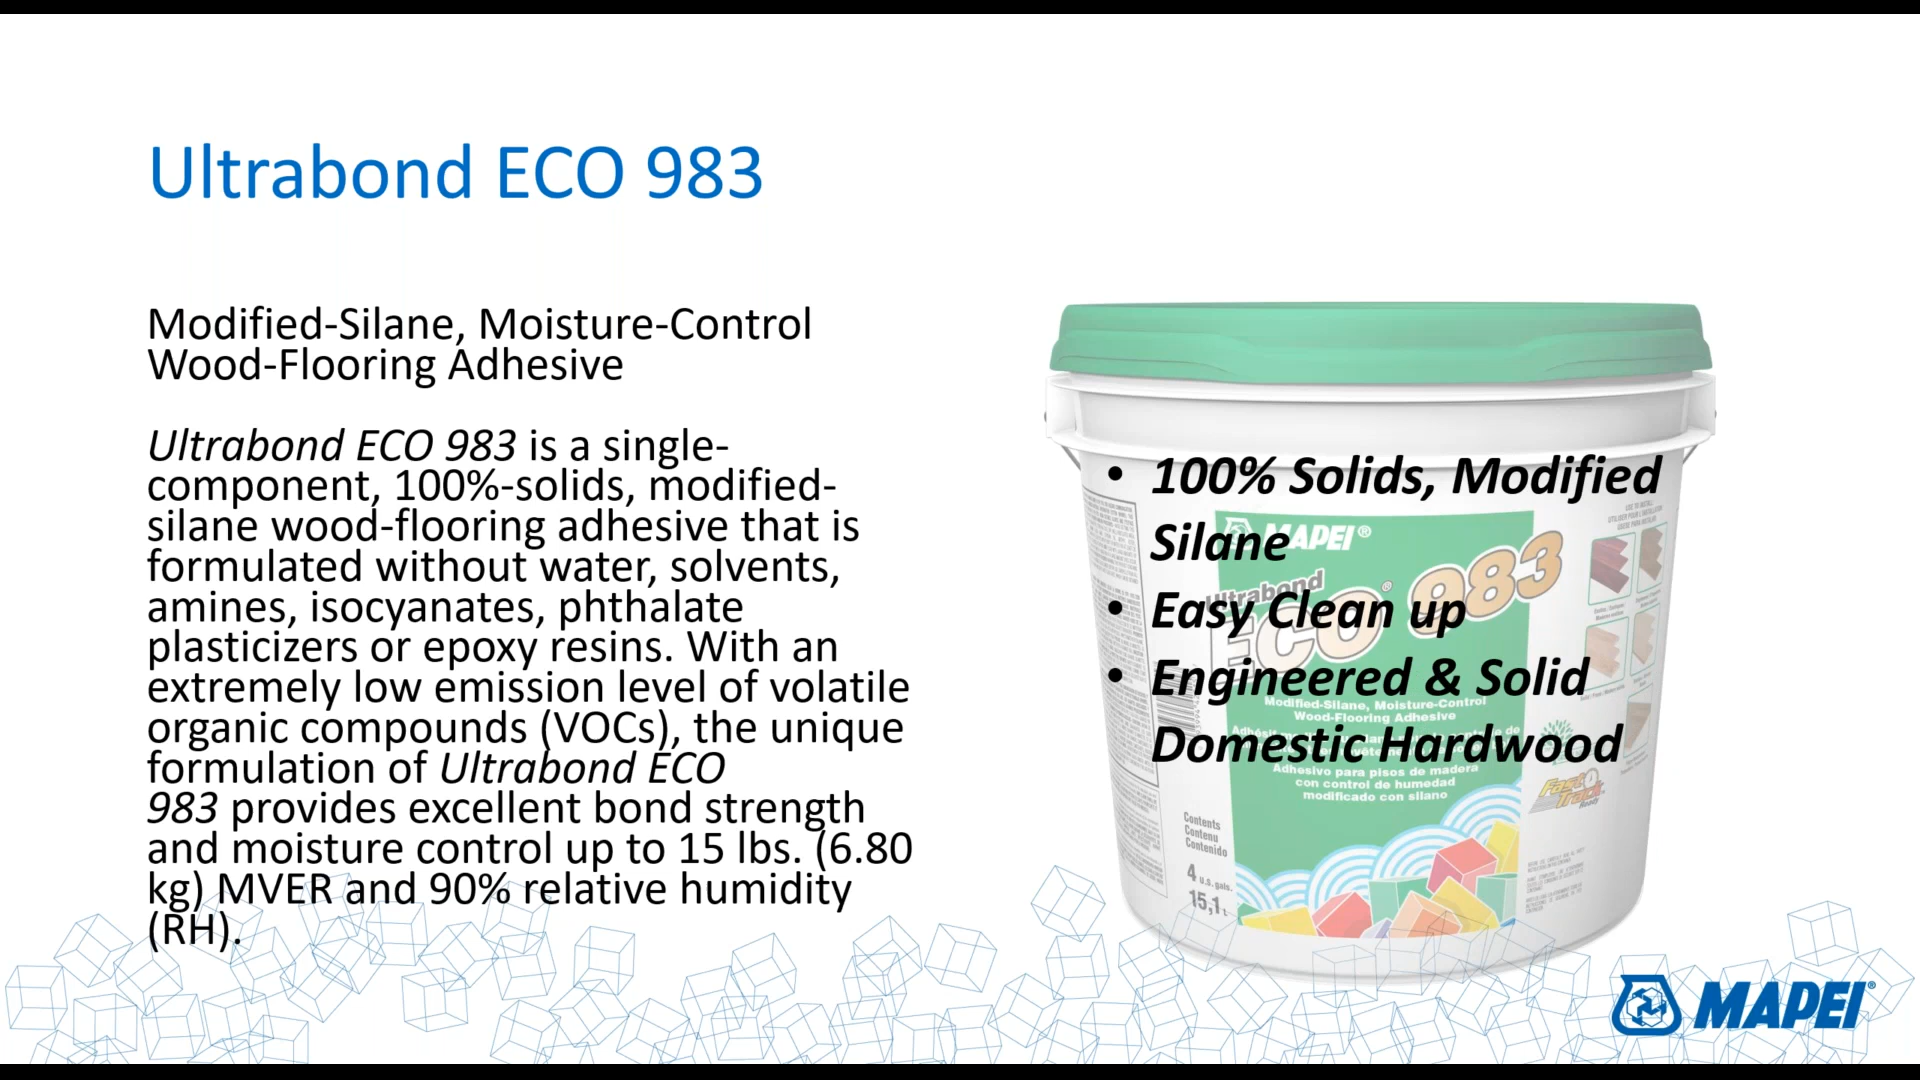 Ultrabond ECO 983
Modified-Silane, Moisture-Control
Wood-Flooring Adhesive
Ultrabond ECO 983 is a single-
component, 100%-solids, modified-
silane wood-flooring adhesive that is
formulated without water, solvents,
amines, isocyanates, phthalate
plasticizers or epoxy resins. With an
extremely low emission level of volatile
organic compounds (VOCs), the unique
formulation of Ultrabond ECO
983 provides excellent bond strength
and moisture control up to 15 lbs. (6.80
kg) MVER and 90% relative humidity
(RH).
• 100% Solids, Modified
Silane
• Easy Clean up
• Engineered & Solid
Domestic Hardwood
MAPEI®
Ultrabond
ECO® 983
Modified-Silane, Moisture-Control
Wood-Flooring Adhesive
Adhesivo para pisos de madera
con control de humedad
modificado con silano
Contents
Contenu
Contenido
4 u.s. gals.
15,1 L
Fast
Track
Ready
MAPEI®